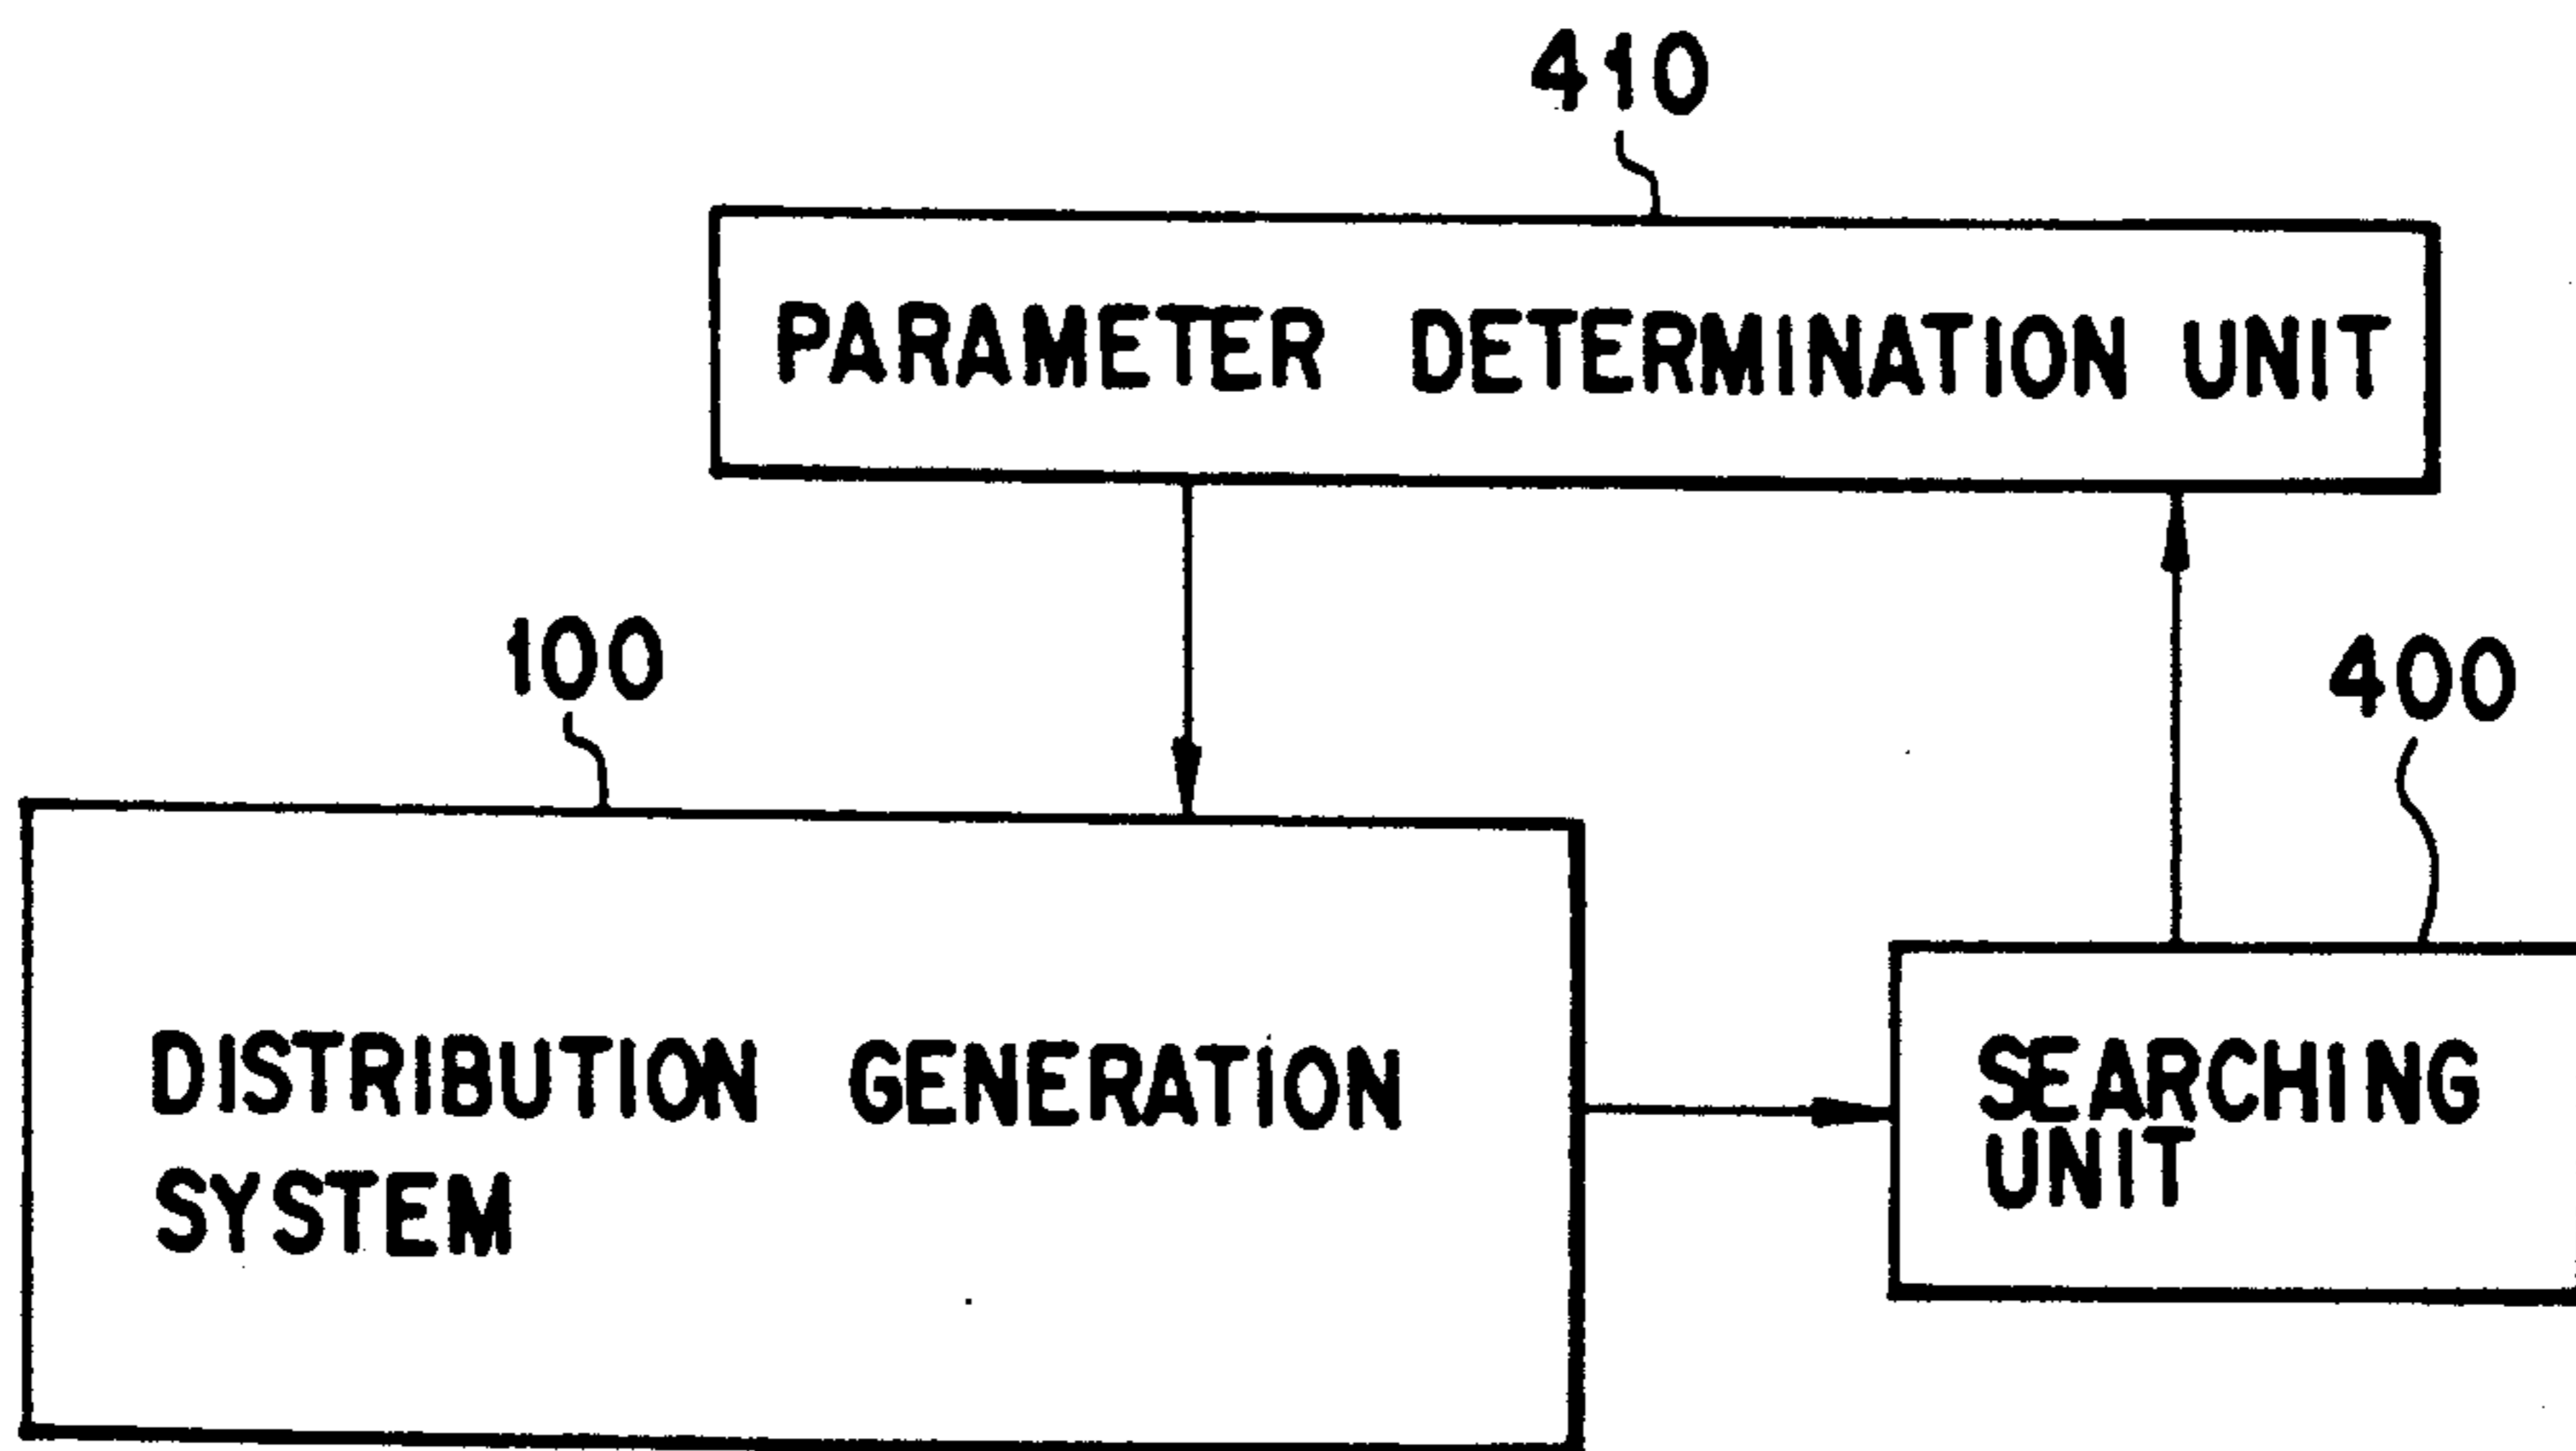 410
PARAMETER DETERMINATION UNIT
100
400
DISTRIBUTION GENERATION
SYSTEM
SEARCHING
UNIT